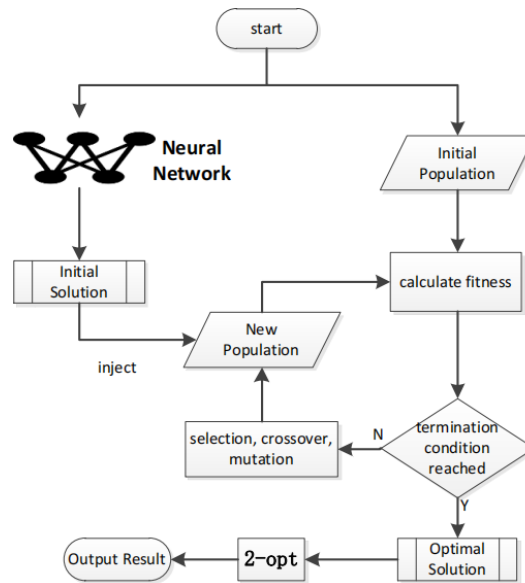 start
Neural
Network
Initial
Population
Initial
Solution
calculate fitness
New
Population
inject
selection, crossover,
mutation
N
termination
condition
reached
Y
Output Result
2-opt
Optimal
Solution